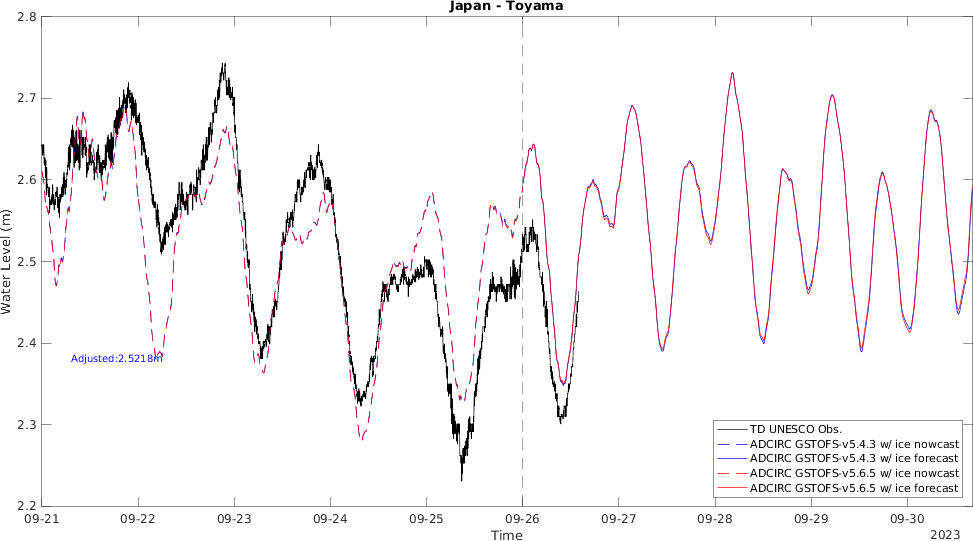 Japan - Toyama
Water Level (m)
2.8
2.7
2.6
2.5
2.4
2.3
2.2
Adjusted:2.5218m
TD UNESCO Obs.
ADCIRC GSTOFS-v5.4.3 w/ ice nowcast
ADCIRC GSTOFS-v5.4.3 w/ ice forecast
ADCIRC GSTOFS-v5.6.5 w/ ice nowcast
ADCIRC GSTOFS-v5.6.5 w/ ice forecast
09-21 09-22 09-23 09-24 09-25 09-26 09-27 09-28 09-29 09-30
Time
2023